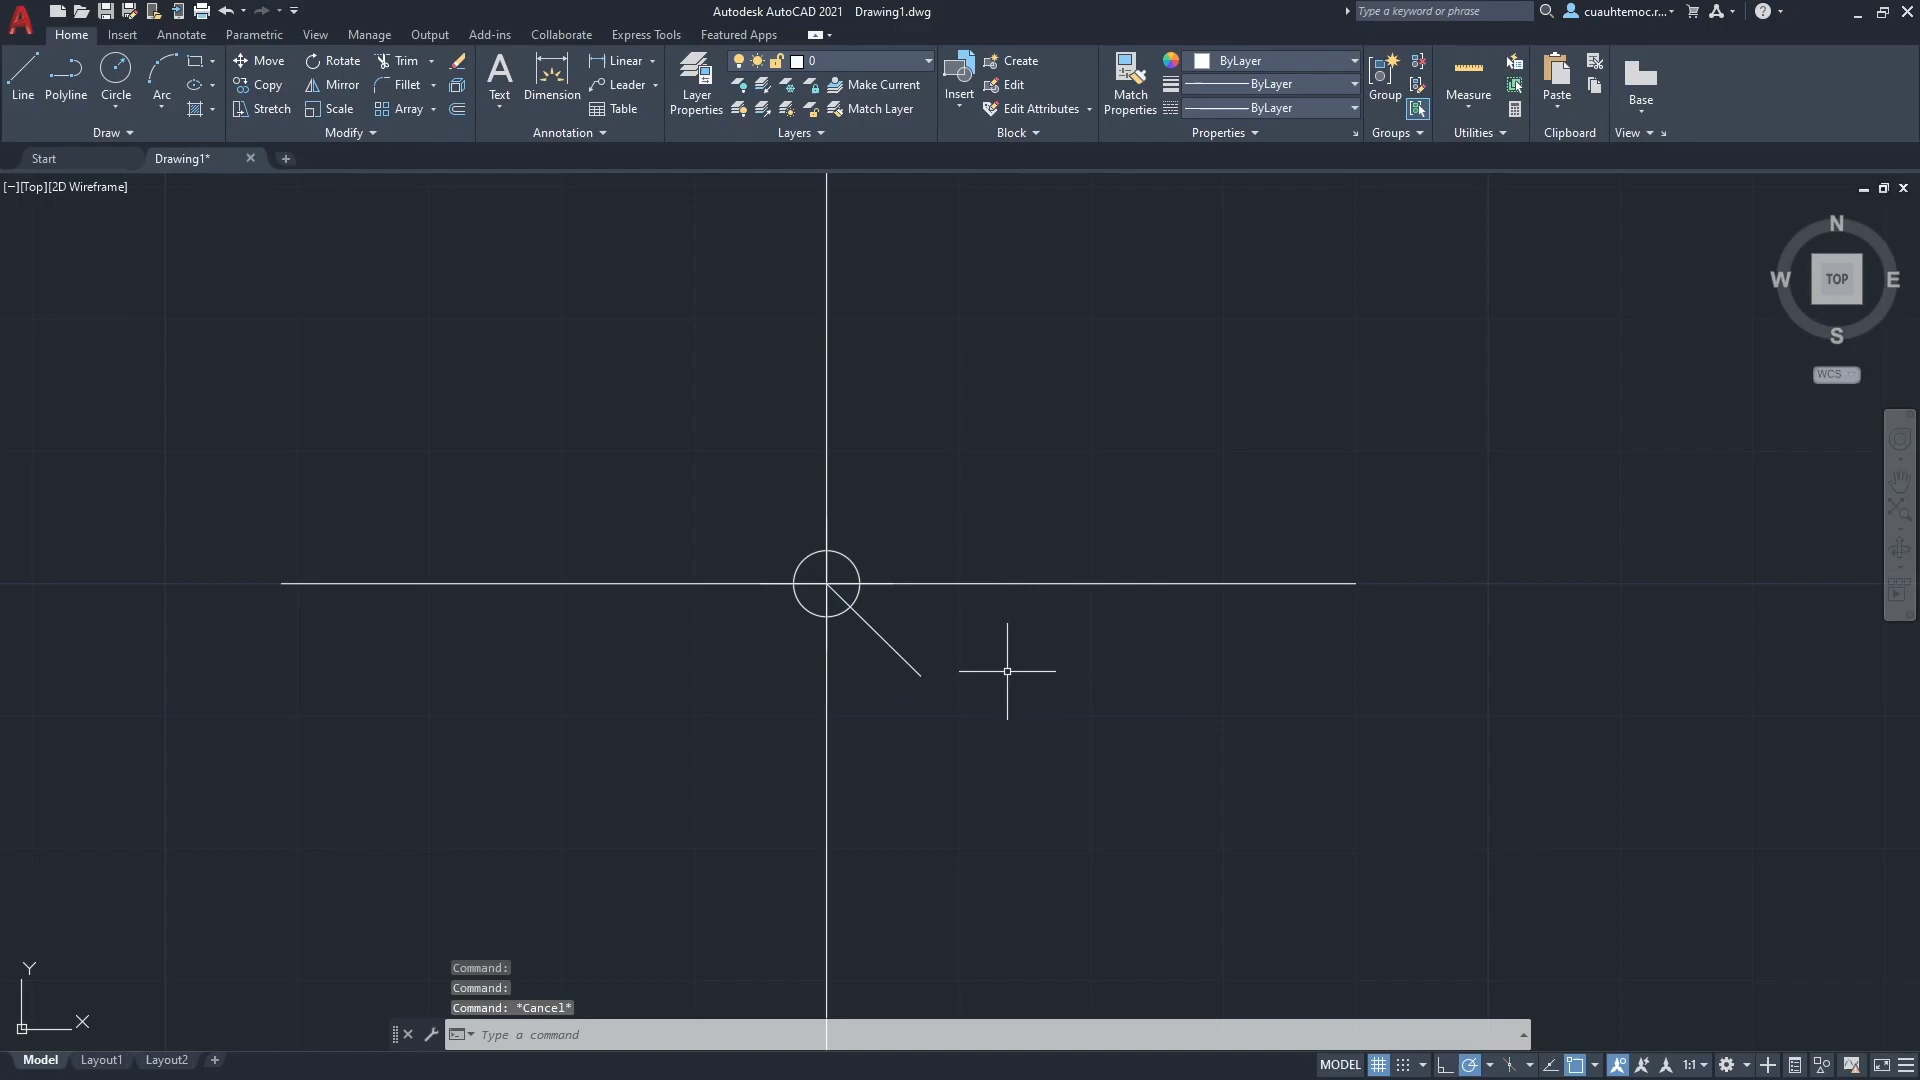 Autodesk AutoCAD 2021 Drawing1.dwg
Type a keyword or phrase
cuauhtemoc.r...
Home Insert Annotate Parametric View Manage Output Add-ins Collaborate Express Tools Featured Apps
Line Polyline Circle Arc
Draw
Move Rotate Trim
Copy Mirror Fillet
Stretch Scale Array
Modify
Text Dimension
Linear
Leader
Table
Annotation
Layer Properties
0
Make Current
Match Layer
Layers
Insert
Create
Edit
Edit Attributes
Block
Match Properties
ByLayer
ByLayer
ByLayer
Properties
Group
Groups
Measure
Utilities
Paste
Clipboard
Base
View
Start Drawing1*
[−][Top][2D Wireframe]
N
W TOP E
S
WCS
Y
X
Command:
Command:
Command: *Cancel*
Type a command
Model Layout1 Layout2
MODEL 1:1